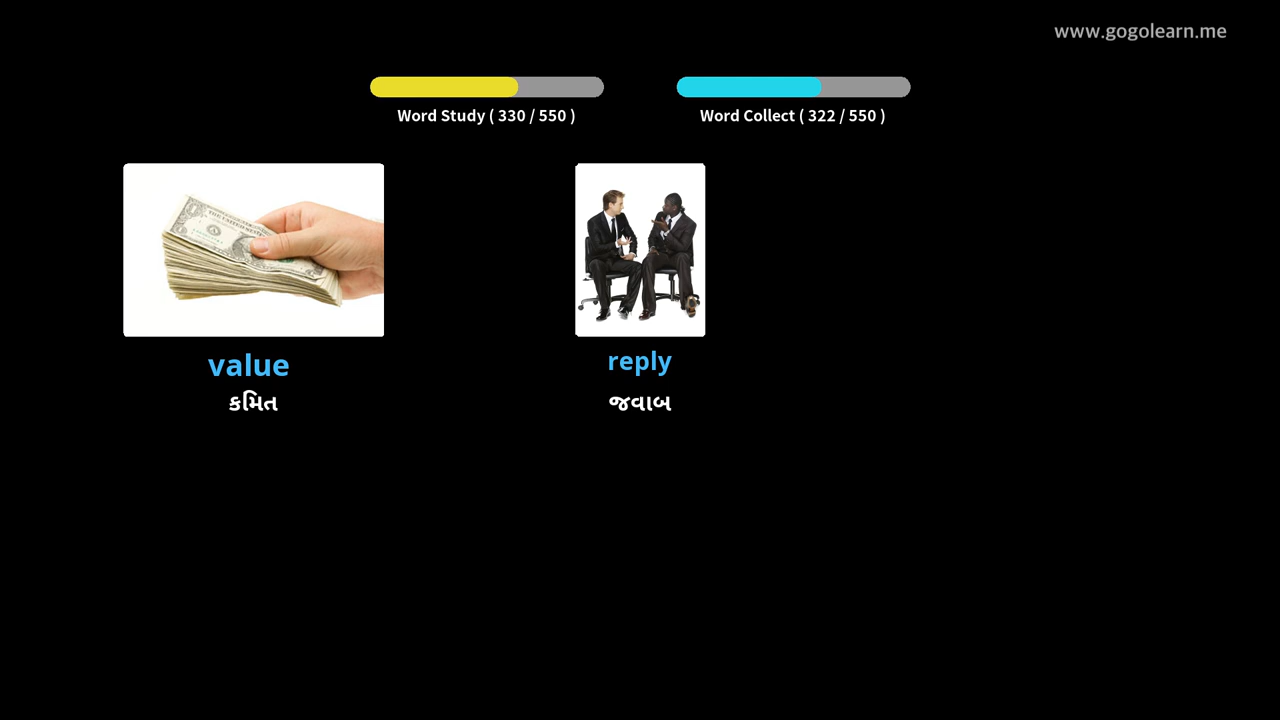 www.gogolearn.me
Word Study ( 330 / 550 )
Word Collect ( 322 / 550 )
value
reply
કમિત
જવાબ